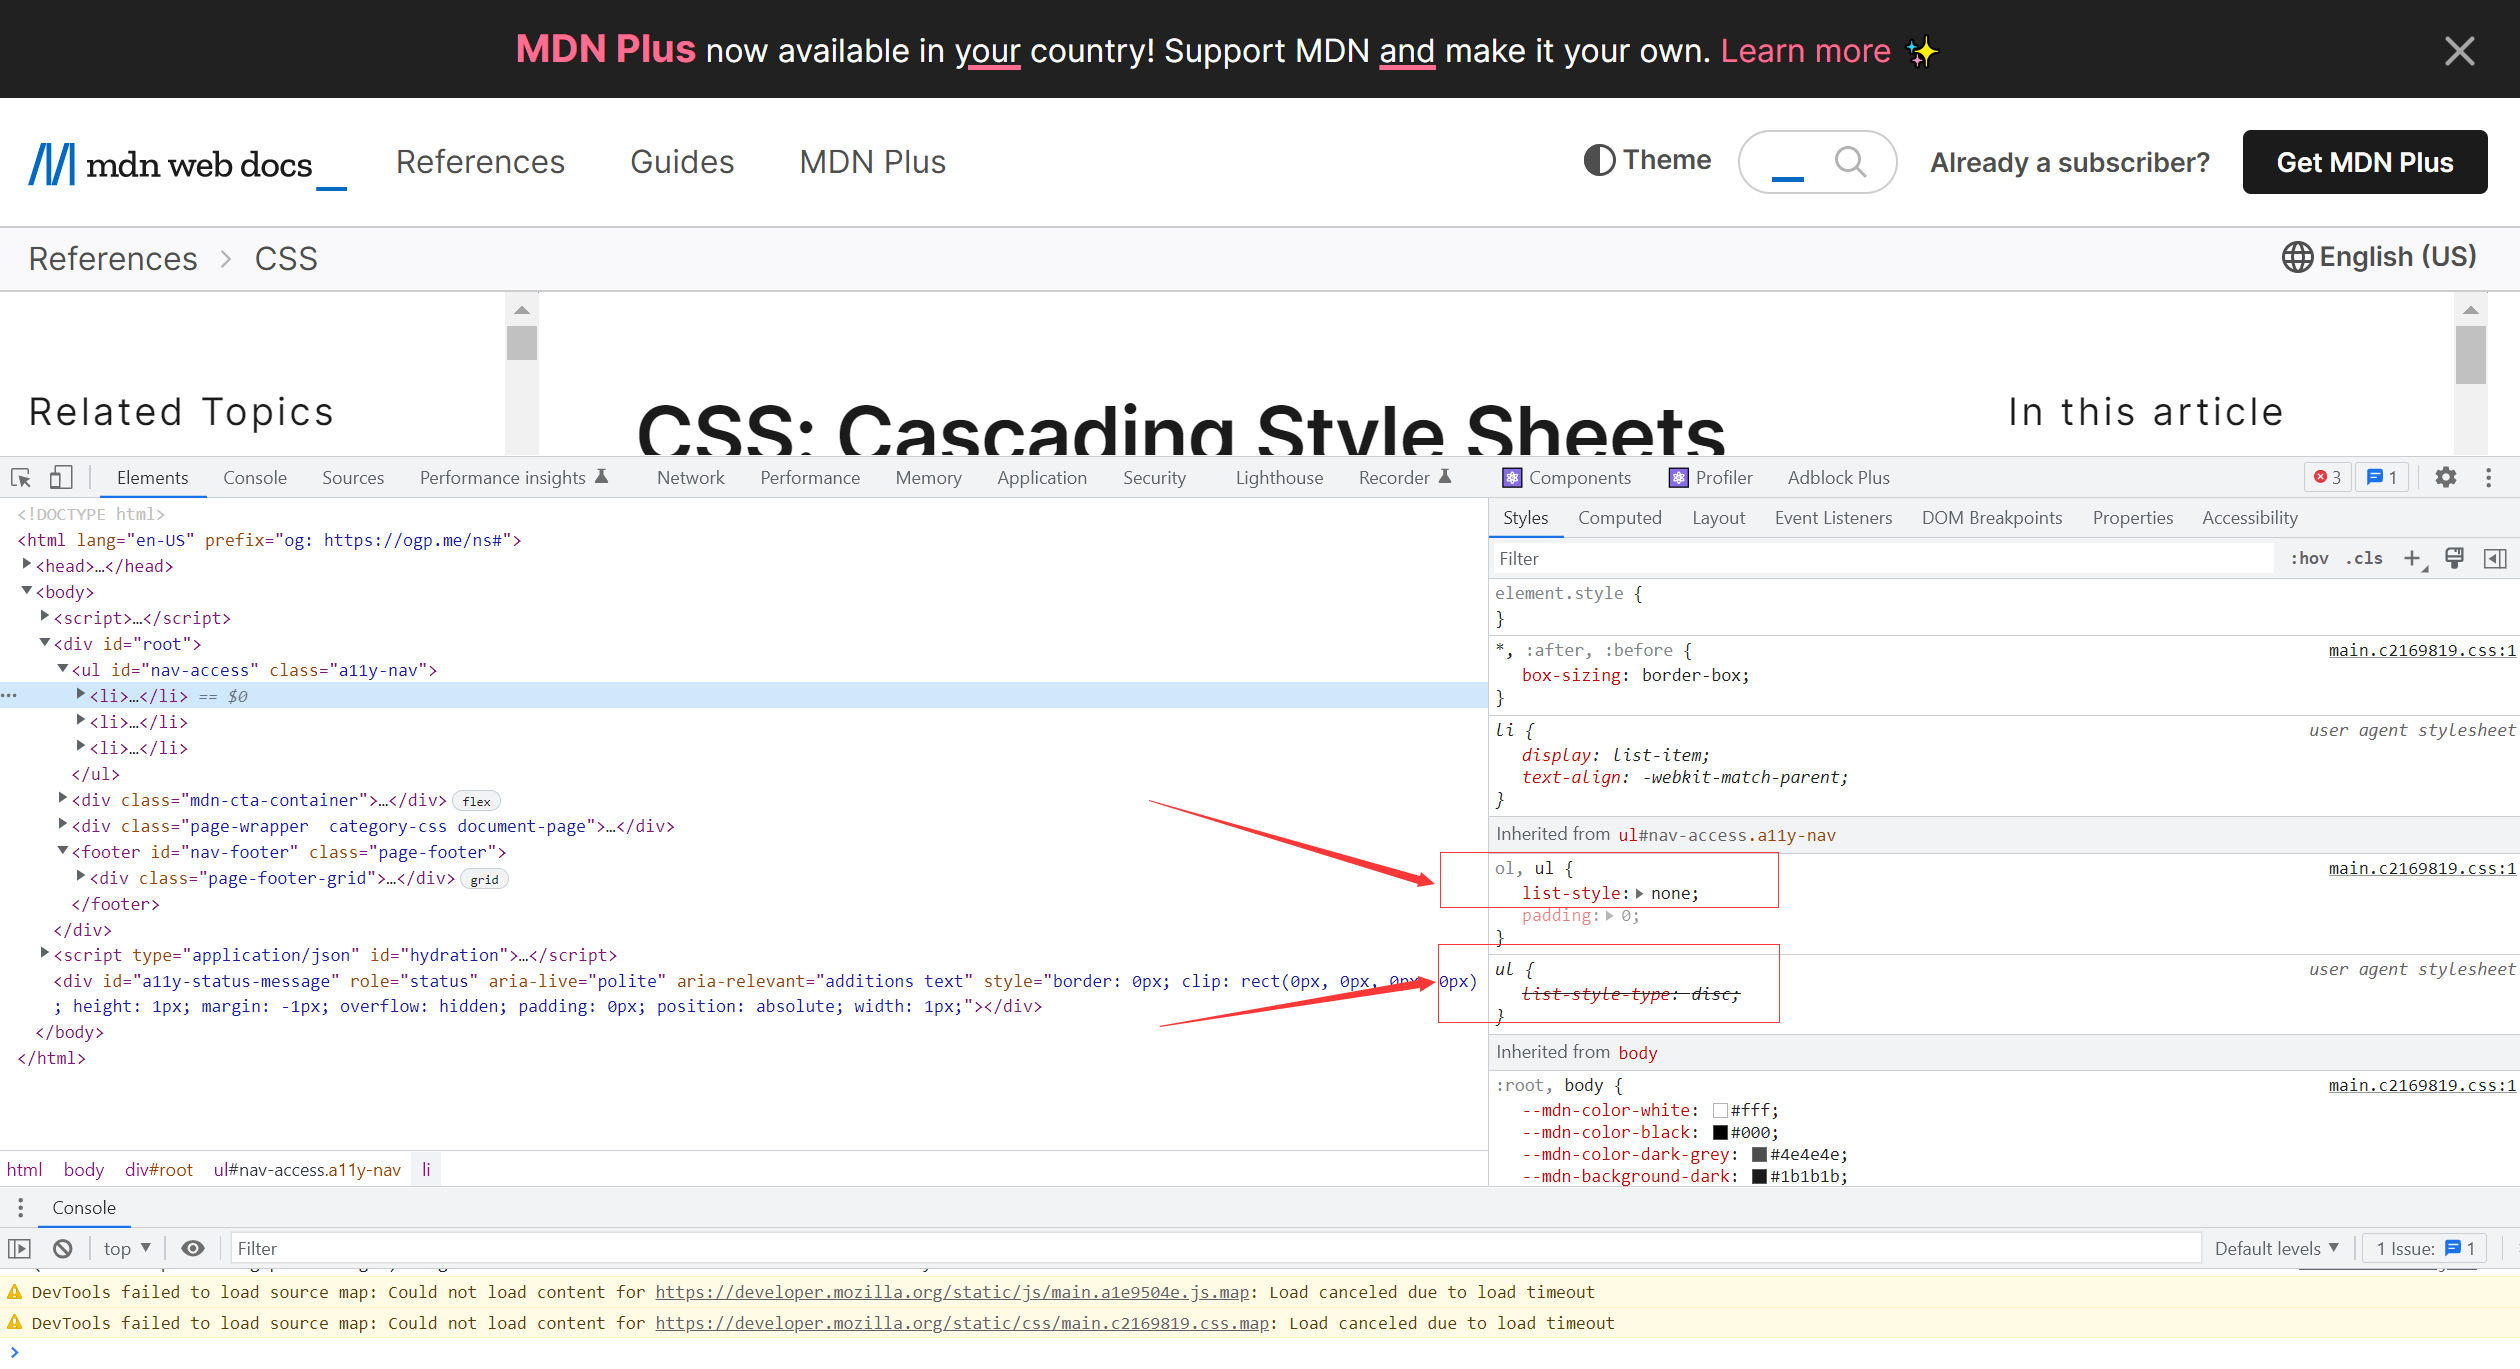 MDN Plus now available in your country! Support MDN and make it your own. Learn more ✨
mdn web docs_
References
Guides
MDN Plus
Theme
Already a subscriber?
Get MDN Plus
References
CSS
English (US)
Related Topics
CSS: Cascading Style Sheets
In this article
Elements
Console
Sources
Performance insights
Network
Performance
Memory
Application
Security
Lighthouse
Recorder
Components
Profiler
Adblock Plus
3
1
<!DOCTYPE html>
<html lang="en-US" prefix="og: https://ogp.me/ns#">
<head>…</head>
<body>
<script>…</script>
<div id="root">
<ul id="nav-access" class="a11y-nav">
<li>…</li> == $0
<li>…</li>
<li>…</li>
</ul>
<div class="mdn-cta-container">…</div> flex
<div class="page-wrapper  category-css document-page">…</div>
<footer id="nav-footer" class="page-footer">
<div class="page-footer-grid">…</div> grid
</footer>
</div>
<script type="application/json" id="hydration">…</script>
<div id="a11y-status-message" role="status" aria-live="polite" aria-relevant="additions text" style="border: 0px; clip: rect(0px, 0px, 0px, 0px)
; height: 1px; margin: -1px; overflow: hidden; padding: 0px; position: absolute; width: 1px;"></div>
</body>
</html>
html body div#root ul#nav-access.a11y-nav li
Styles
Computed
Layout
Event Listeners
DOM Breakpoints
Properties
Accessibility
Filter
:hov .cls +
element.style {
}
*, :after, :before {
main.c2169819.css:1
box-sizing: border-box;
}
li {
user agent stylesheet
display: list-item;
text-align: -webkit-match-parent;
}
Inherited from ul#nav-access.a11y-nav
ol, ul {
main.c2169819.css:1
list-style: none;
padding: 0;
}
ul {
user agent stylesheet
list-style-type: disc;
}
Inherited from body
:root, body {
main.c2169819.css:1
--mdn-color-white: #fff;
--mdn-color-black: #000;
--mdn-color-dark-grey: #4e4e4e;
--mdn-background-dark: #1b1b1b;
Console
top
Filter
Default levels
1 Issue: 1
DevTools failed to load source map: Could not load content for https://developer.mozilla.org/static/js/main.a1e9504e.js.map: Load canceled due to load timeout
DevTools failed to load source map: Could not load content for https://developer.mozilla.org/static/css/main.c2169819.css.map: Load canceled due to load timeout